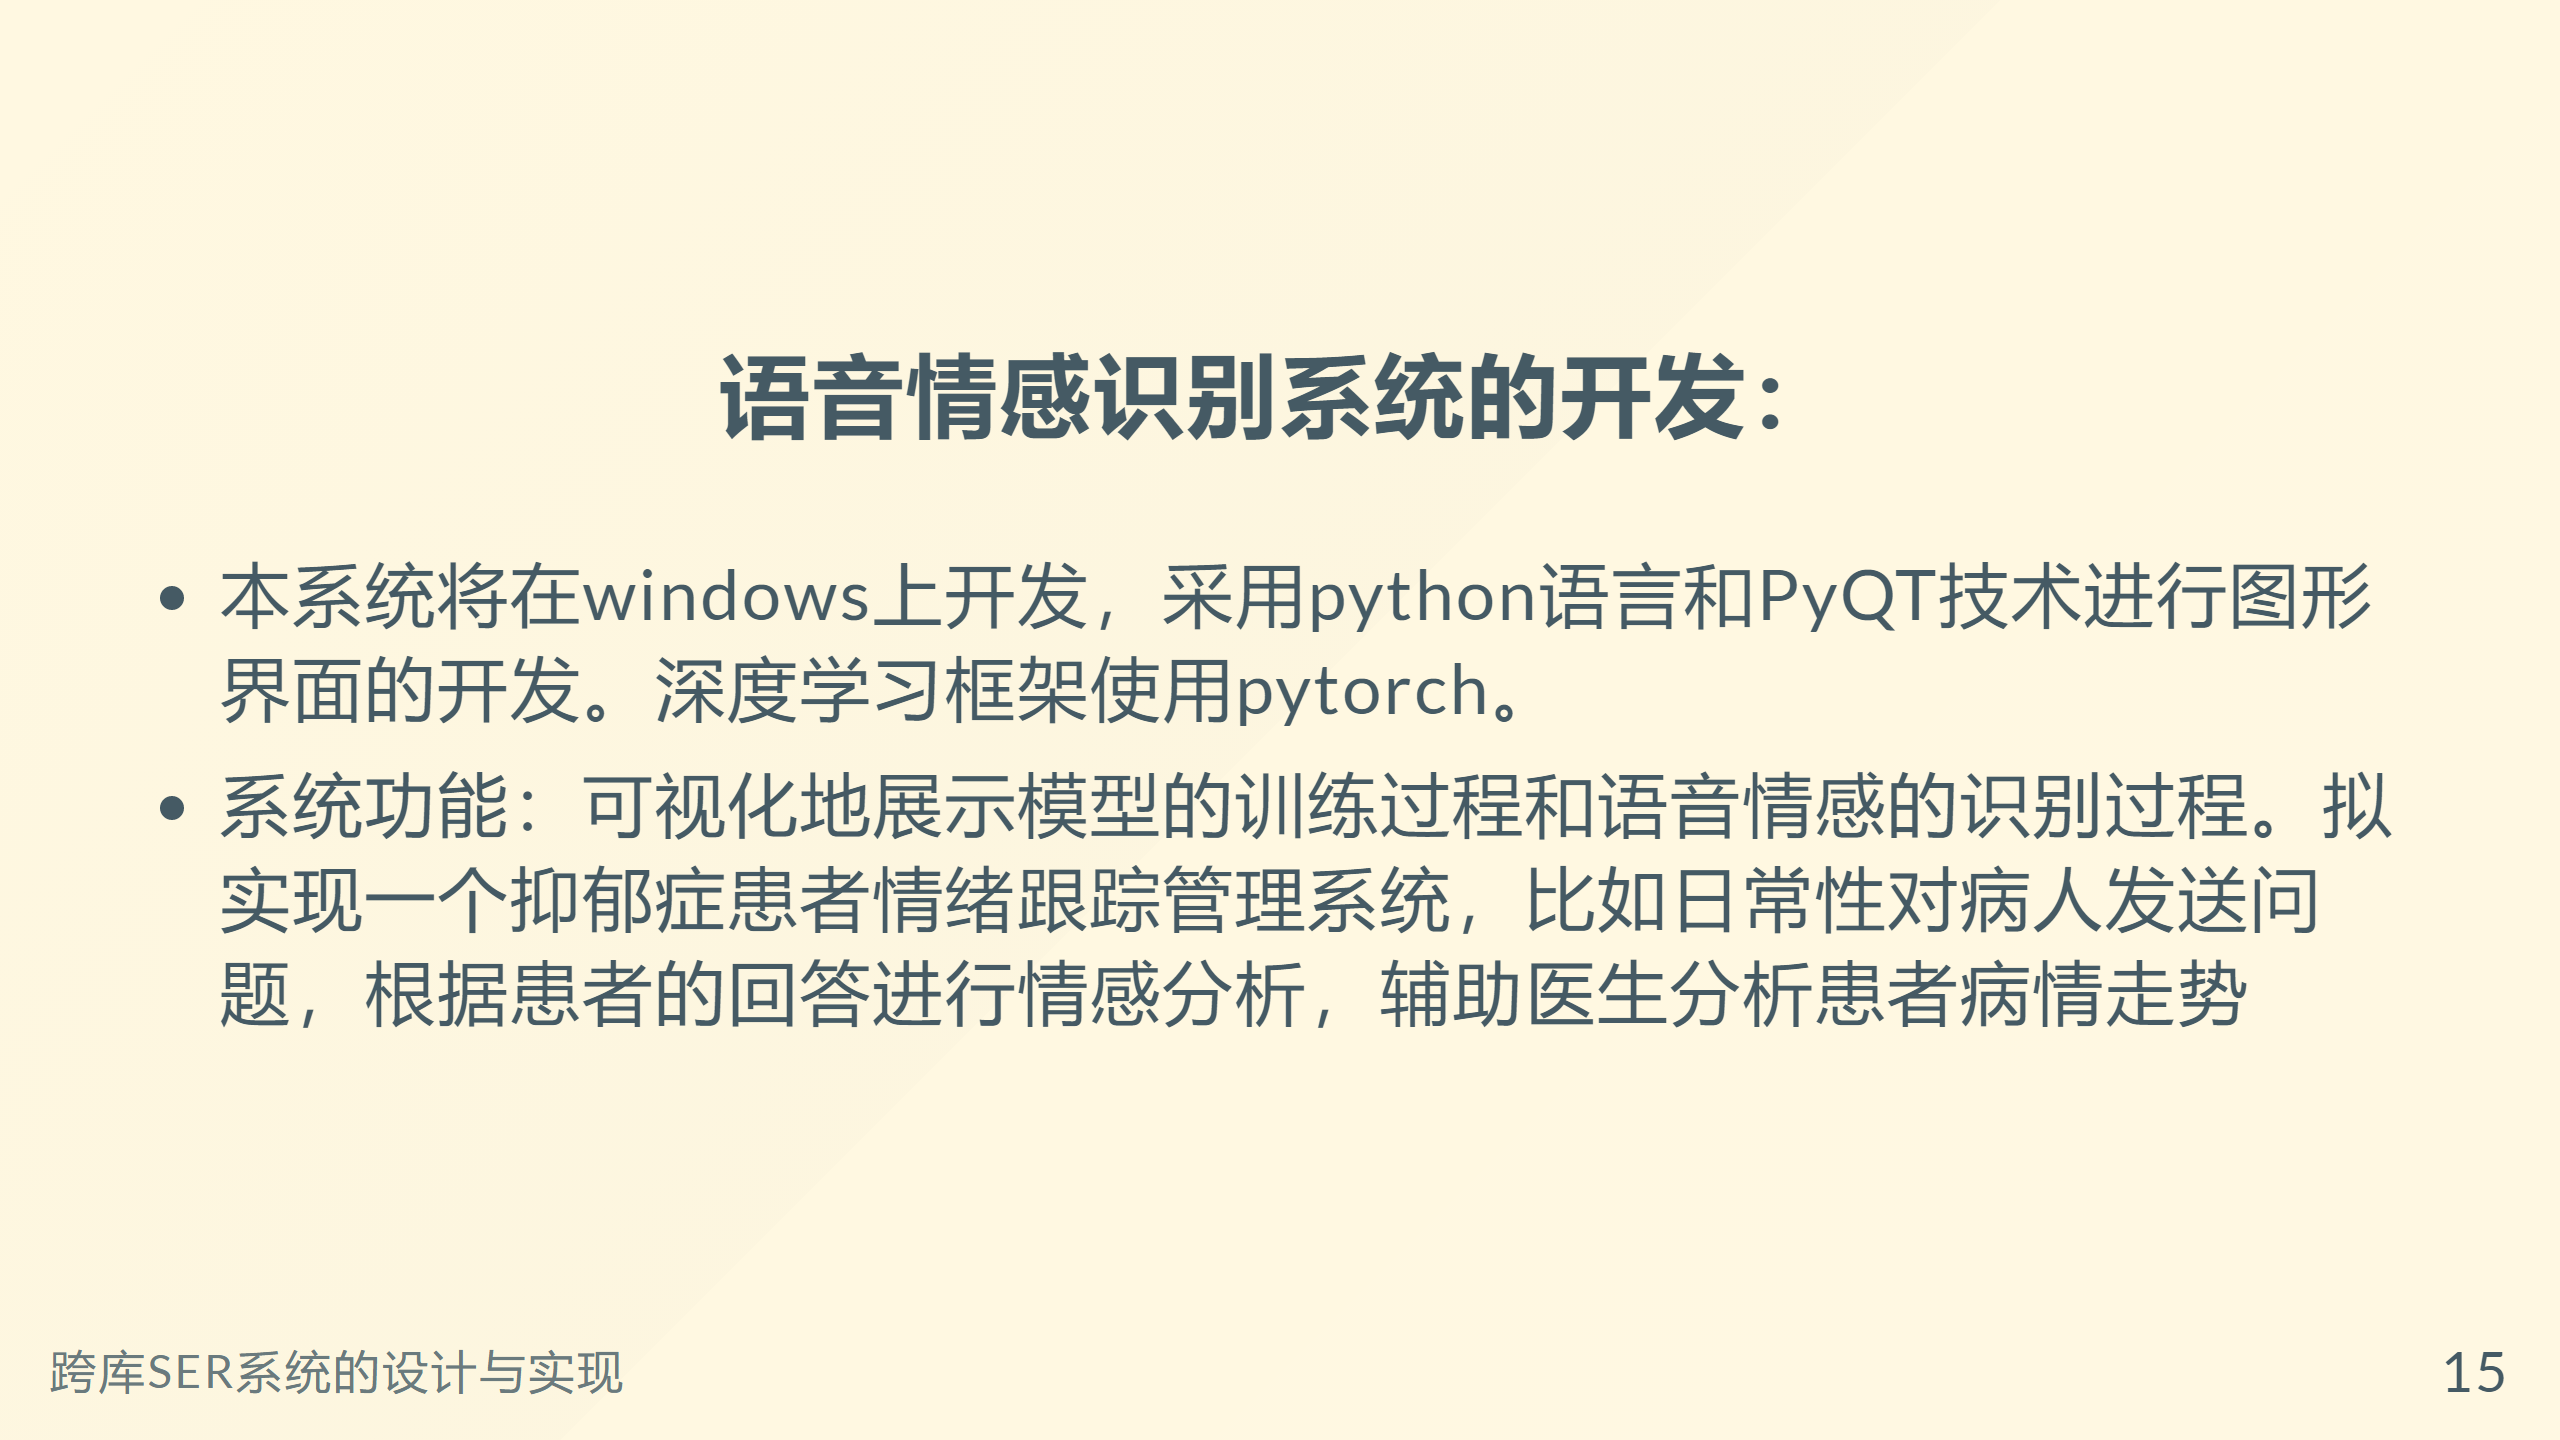 语音情感识别系统的开发：
• 本系统将在windows上开发，采用python语言和PyQT技术进行图形
界面的开发。深度学习框架使用pytorch。
• 系统功能：可视化地展示模型的训练过程和语音情感的识别过程。拟
实现一个抑郁症患者情绪跟踪管理系统，比如日常性对病人发送问
题，根据患者的回答进行情感分析，辅助医生分析患者病情走势
跨库SER系统的设计与实现
15